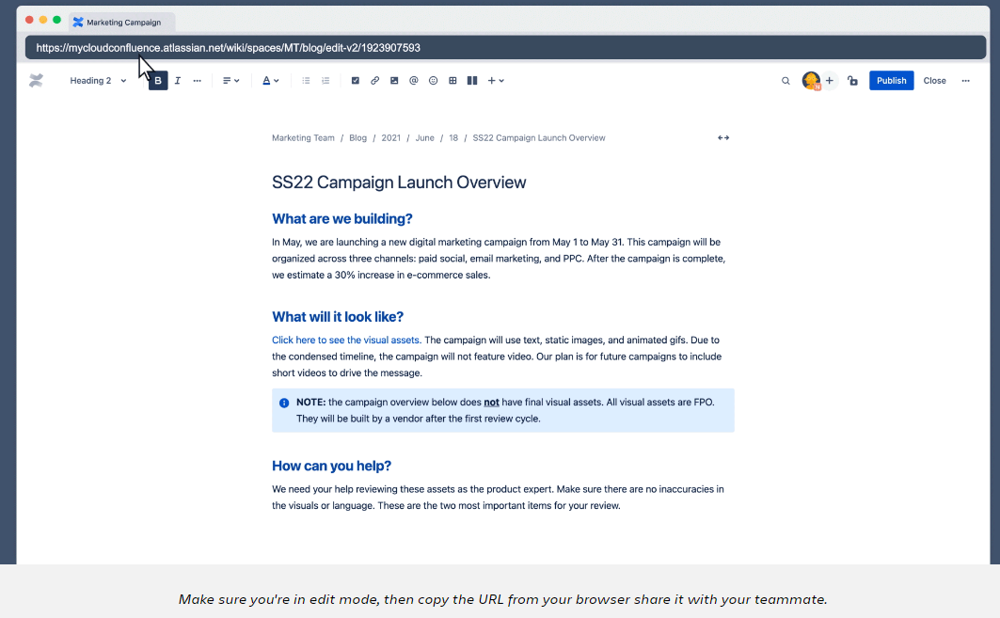 Marketing Campaign
https://mycloudconfluence.atlassian.net/wiki/spaces/MT/blog/edit-v2/1923907593
Heading 2 B I ... A @ + + Publish Close ...
Marketing Team / Blog / 2021 / June / 18 / SS22 Campaign Launch Overview
SS22 Campaign Launch Overview
What are we building?
In May, we are launching a new digital marketing campaign from May 1 to May 31. This campaign will be
organized across three channels: paid social, email marketing, and PPC. After the campaign is complete,
we estimate a 30% increase in e-commerce sales.
What will it look like?
Click here to see the visual assets. The campaign will use text, static images, and animated gifs. Due to
the condensed timeline, the campaign will not feature video. Our plan is for future campaigns to include
short videos to drive the message.
NOTE: the campaign overview below does not have final visual assets. All visual assets are FPO.
They will be built by a vendor after the first review cycle.
How can you help?
We need your help reviewing these assets as the product expert. Make sure there are no inaccuracies in
the visuals or language. These are the two most important items for your review.
Make sure you're in edit mode, then copy the URL from your browser share it with your teammate.